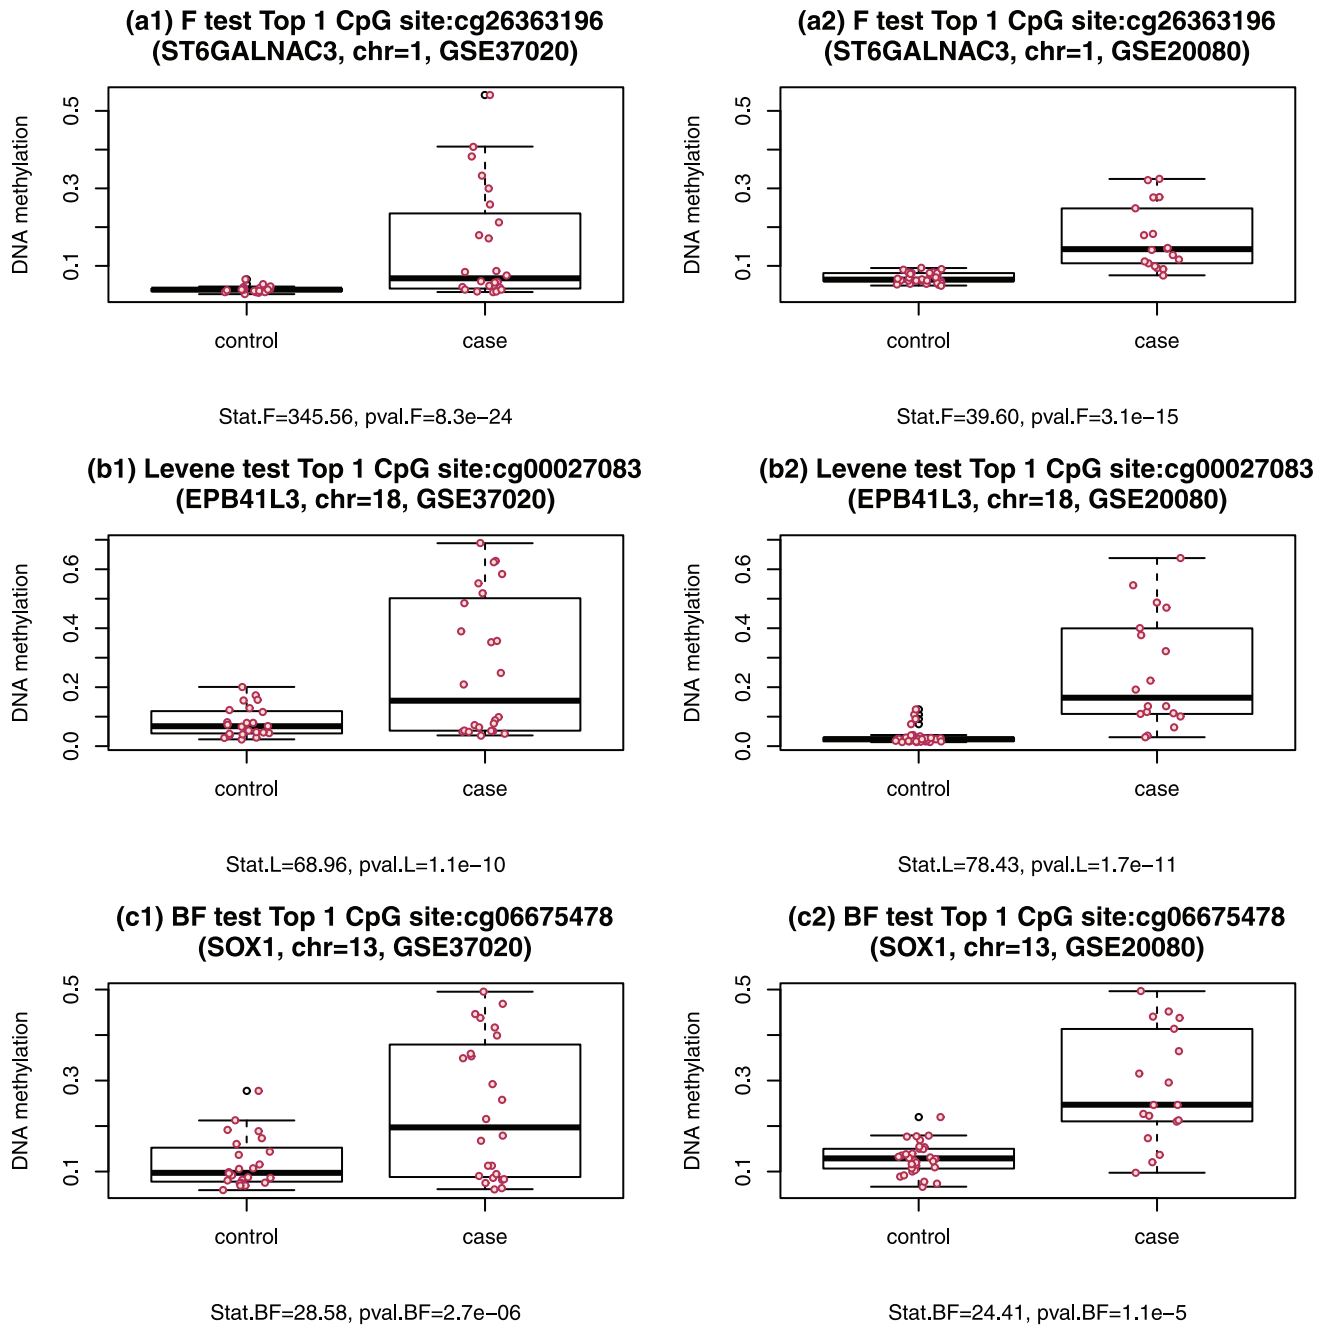 (a1) F test Top 1 CpG site:cg26363196
(ST6GALNAC3, chr=1, GSE37020)
DNA methylation
0.5
0.3
0.1
control
case
Stat.F=345.56, pval.F=8.3e−24
(a2) F test Top 1 CpG site:cg26363196
(ST6GALNAC3, chr=1, GSE20080)
DNA methylation
0.5
0.3
0.1
control
case
Stat.F=39.60, pval.F=3.1e−15
(b1) Levene test Top 1 CpG site:cg00027083
(EPB41L3, chr=18, GSE37020)
DNA methylation
0.6
0.4
0.2
0.0
control
case
Stat.L=68.96, pval.L=1.1e−10
(b2) Levene test Top 1 CpG site:cg00027083
(EPB41L3, chr=18, GSE20080)
DNA methylation
0.6
0.4
0.2
0.0
control
case
Stat.L=78.43, pval.L=1.7e−11
(c1) BF test Top 1 CpG site:cg06675478
(SOX1, chr=13, GSE37020)
DNA methylation
0.5
0.3
0.1
control
case
Stat.BF=28.58, pval.BF=2.7e−06
(c2) BF test Top 1 CpG site:cg06675478
(SOX1, chr=13, GSE20080)
DNA methylation
0.5
0.3
0.1
control
case
Stat.BF=24.41, pval.BF=1.1e−5